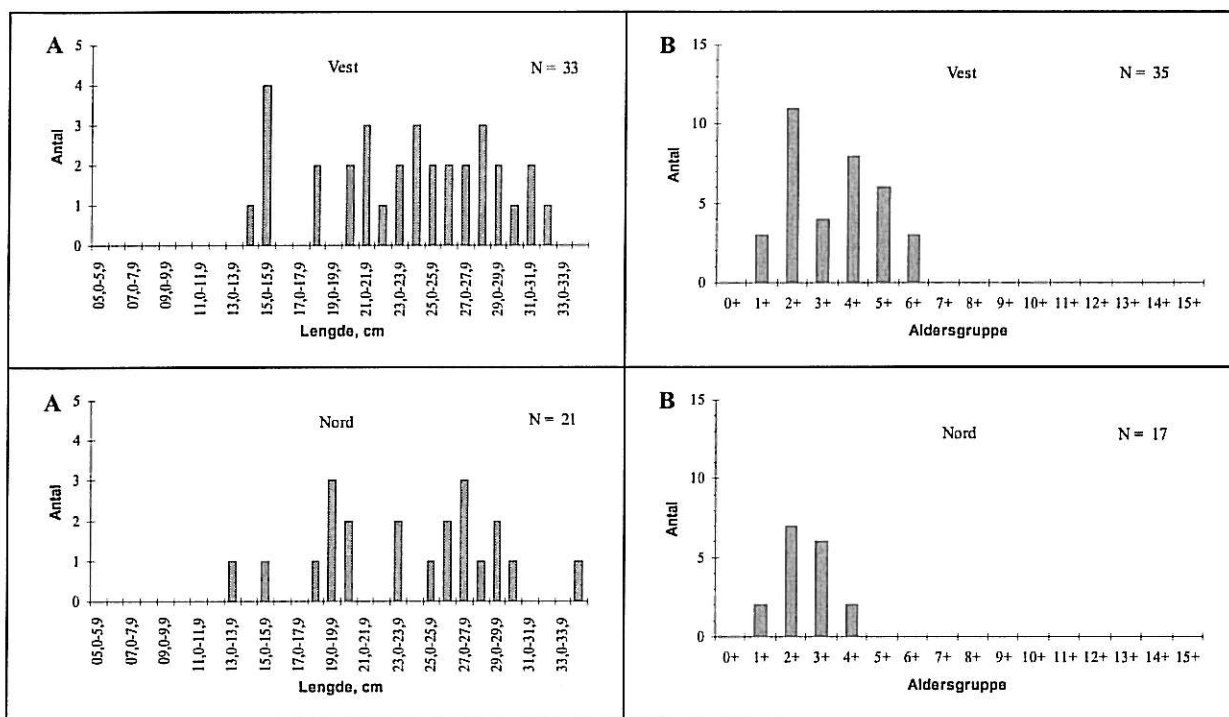 A
Vest
N = 33
Antal
5
4
3
2
1
0
05,0-5,9
07,0-7,9
09,0-9,9
11,0-11,9
13,0-13,9
15,0-15,9
17,0-17,9
19,0-19,9
21,0-21,9
23,0-23,9
25,0-25,9
27,0-27,9
29,0-29,9
31,0-31,9
33,0-33,9
Lengde, cm
B
Vest
N = 35
Antal
15
10
5
0
0+ 1+ 2+ 3+ 4+ 5+ 6+ 7+ 8+ 9+ 10+ 11+ 12+ 13+ 14+ 15+
Aldersgruppe
A
Nord
N = 21
Antal
5
4
3
2
1
0
05,0-5,9
07,0-7,9
09,0-9,9
11,0-11,9
13,0-13,9
15,0-15,9
17,0-17,9
19,0-19,9
21,0-21,9
23,0-23,9
25,0-25,9
27,0-27,9
29,0-29,9
31,0-31,9
33,0-33,9
Lengde, cm
B
Nord
N = 17
Antal
15
10
5
0
0+ 1+ 2+ 3+ 4+ 5+ 6+ 7+ 8+ 9+ 10+ 11+ 12+ 13+ 14+ 15+
Aldersgruppe